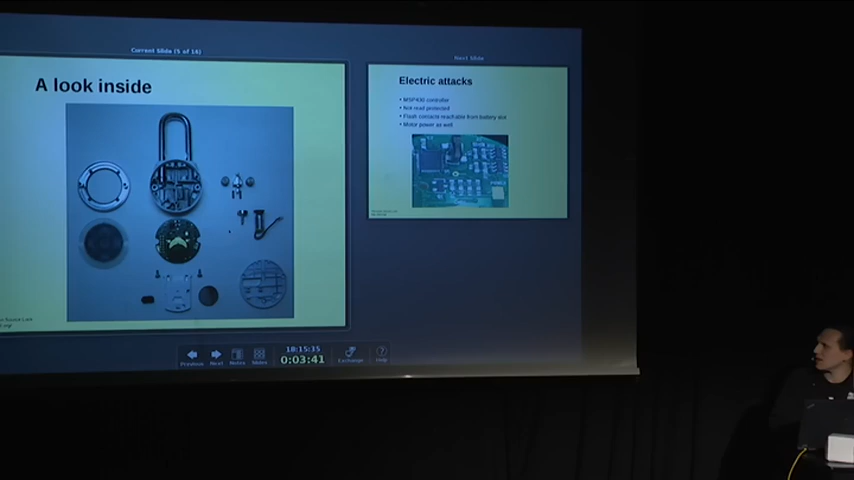 Current Slide (5 of 16)
A look inside
Next Slide
Electric attacks
• MSP430 controller
• Not read protected
• Flash contacts reachable from battery slot
• Motor power as well
Previous
Next
Notes
Slides
18:15:35
0:03:41
Exchange
Help